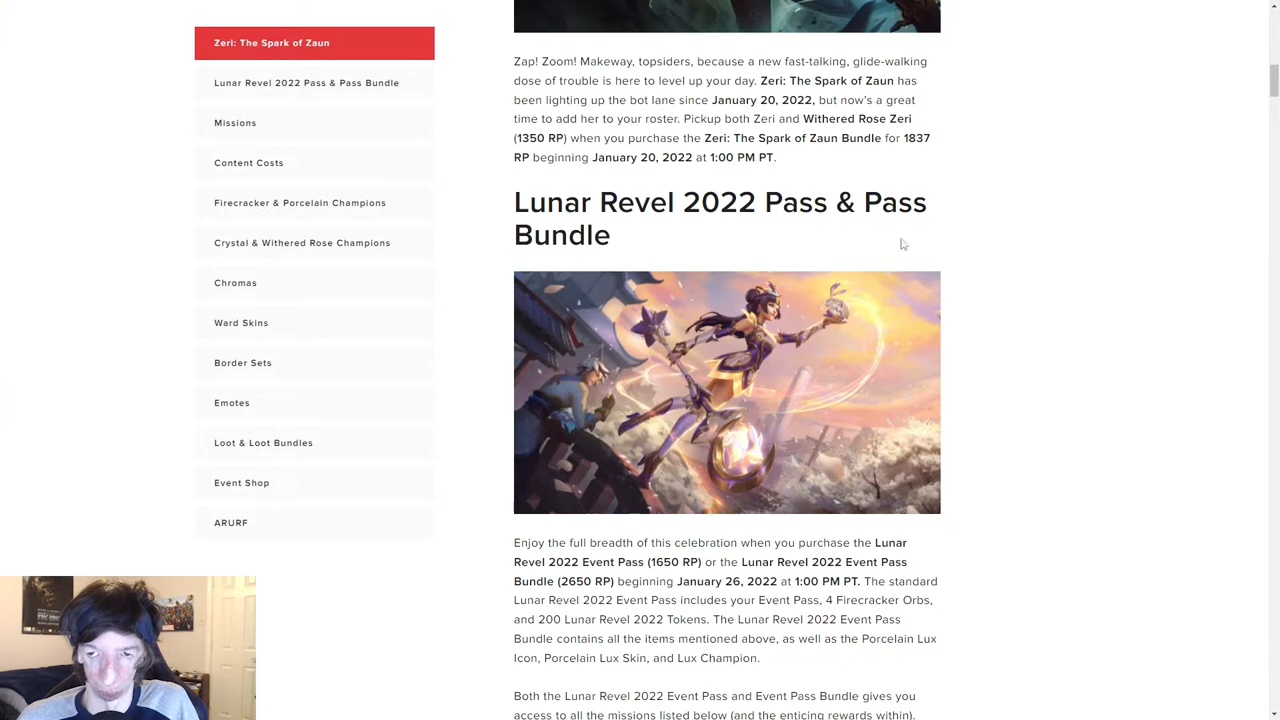 Zeri: The Spark of Zaun
Lunar Revel 2022 Pass & Pass Bundle
Missions
Content Costs
Firecracker & Porcelain Champions
Crystal & Withered Rose Champions
Chromas
Ward Skins
Border Sets
Emotes
Loot & Loot Bundles
Event Shop
ARURF
Zap! Zoom! Makeway, topsiders, because a new fast-talking, glide-walking
dose of trouble is here to level up your day. Zeri: The Spark of Zaun has
been lighting up the bot lane since January 20, 2022, but now's a great
time to add her to your roster. Pickup both Zeri and Withered Rose Zeri
(1350 RP) when you purchase the Zeri: The Spark of Zaun Bundle for 1837
RP beginning January 20, 2022 at 1:00 PM PT.
Lunar Revel 2022 Pass & Pass
Bundle
Enjoy the full breadth of this celebration when you purchase the Lunar
Revel 2022 Event Pass (1650 RP) or the Lunar Revel 2022 Event Pass
Bundle (2650 RP) beginning January 26, 2022 at 1:00 PM PT. The standard
Lunar Revel 2022 Event Pass includes your Event Pass, 4 Firecracker Orbs,
and 200 Lunar Revel 2022 Tokens. The Lunar Revel 2022 Event Pass
Bundle contains all the items mentioned above, as well as the Porcelain Lux
Icon, Porcelain Lux Skin, and Lux Champion.
Both the Lunar Revel 2022 Event Pass and Event Pass Bundle gives you
access to all the missions listed below (and the enticing rewards within).